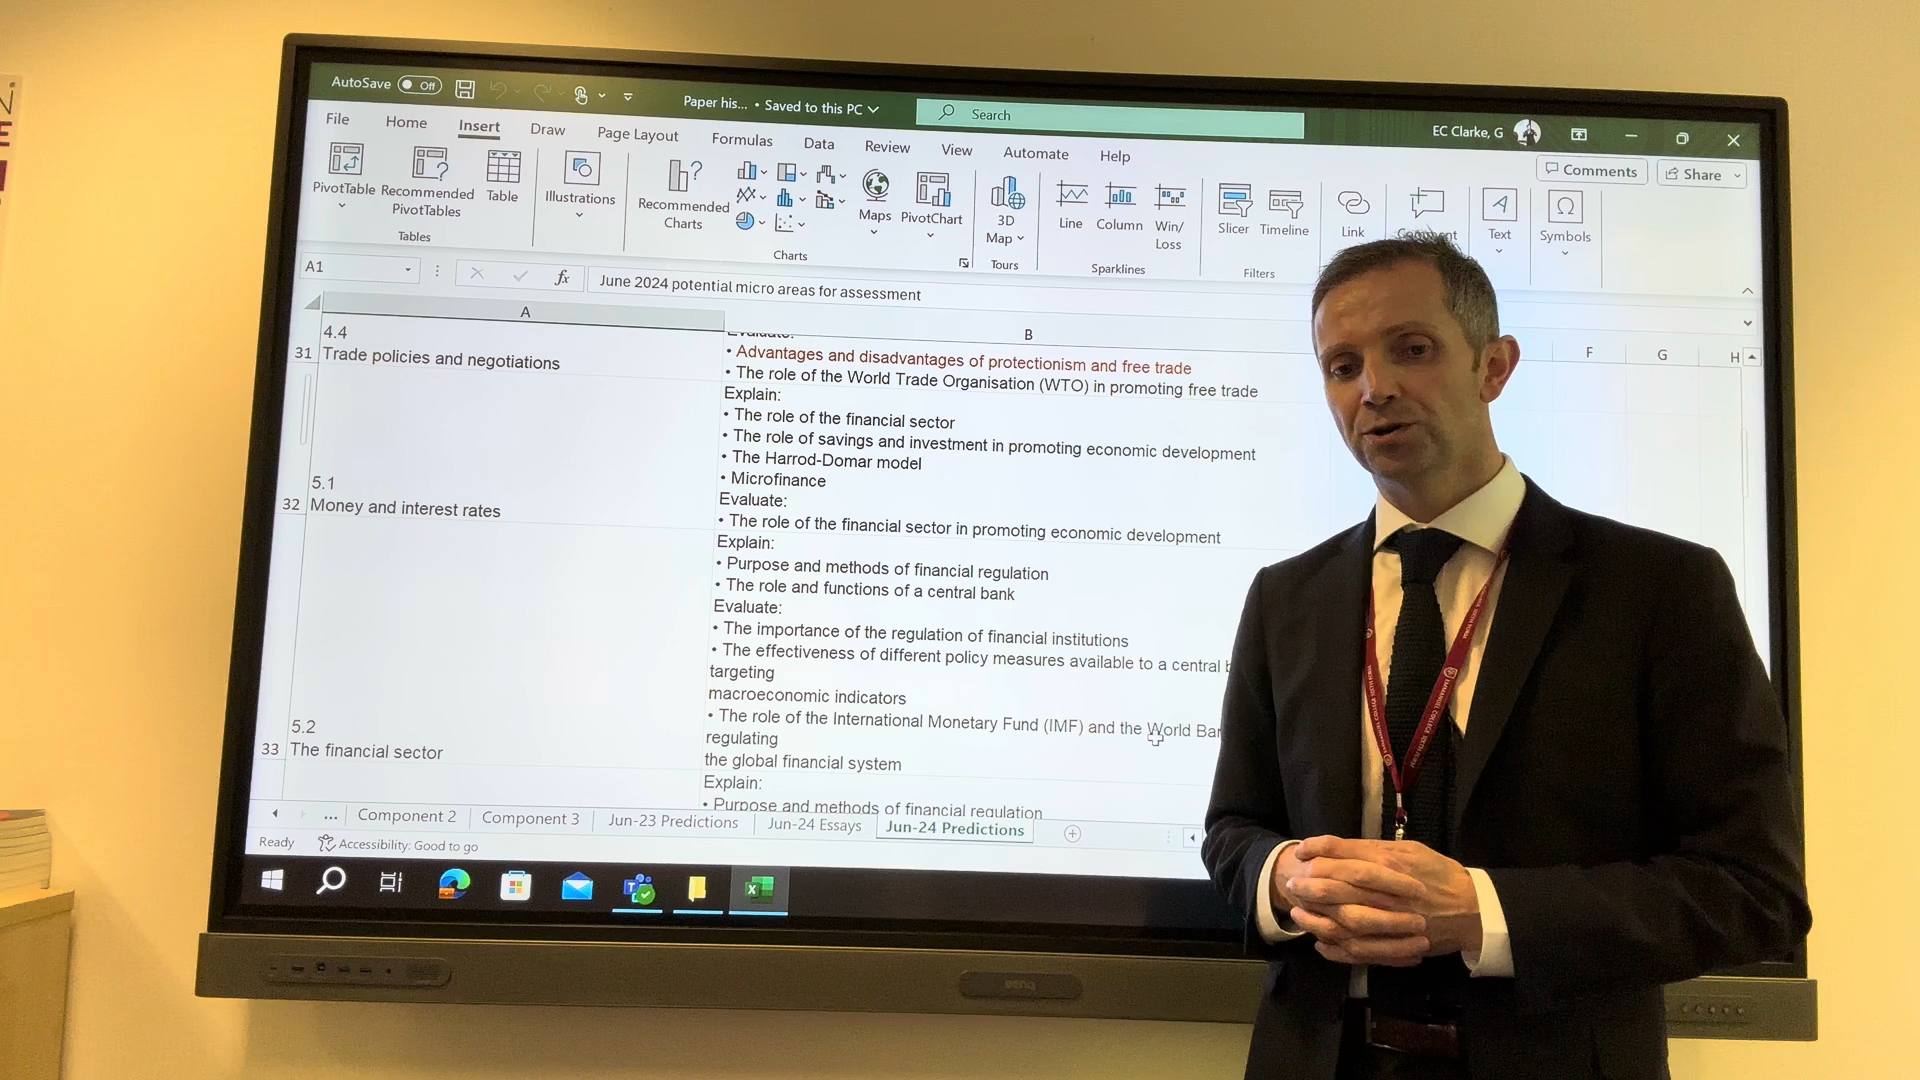 AutoSave Off Paper his... • Saved to this PC Search EC Clarke, G
File Home Insert Draw Page Layout Formulas Data Review View Automate Help Comments Share
PivotTable Recommended PivotTables Table Illustrations Recommended Charts Maps PivotChart 3D Map Line Column Win/Loss Slicer Timeline Link Comment Text Symbols
Tables Charts Tours Sparklines Filters
A1 fx June 2024 potential micro areas for assessment
A B F G H
4.4
31 Trade policies and negotiations
Evaluate:
• Advantages and disadvantages of protectionism and free trade
• The role of the World Trade Organisation (WTO) in promoting free trade
Explain:
• The role of the financial sector
• The role of savings and investment in promoting economic development
• The Harrod-Domar model
• Microfinance
5.1
32 Money and interest rates
Evaluate:
• The role of the financial sector in promoting economic development
Explain:
• Purpose and methods of financial regulation
• The role and functions of a central bank
Evaluate:
• The importance of the regulation of financial institutions
• The effectiveness of different policy measures available to a central
targeting
macroeconomic indicators
• The role of the International Monetary Fund (IMF) and the World
regulating
the global financial system
5.2
33 The financial sector
Explain:
• Purpose and methods of financial regulation
... Component 2 Component 3 Jun-23 Predictions Jun-24 Essays Jun-24 Predictions
Ready Accessibility: Good to go
BenQ